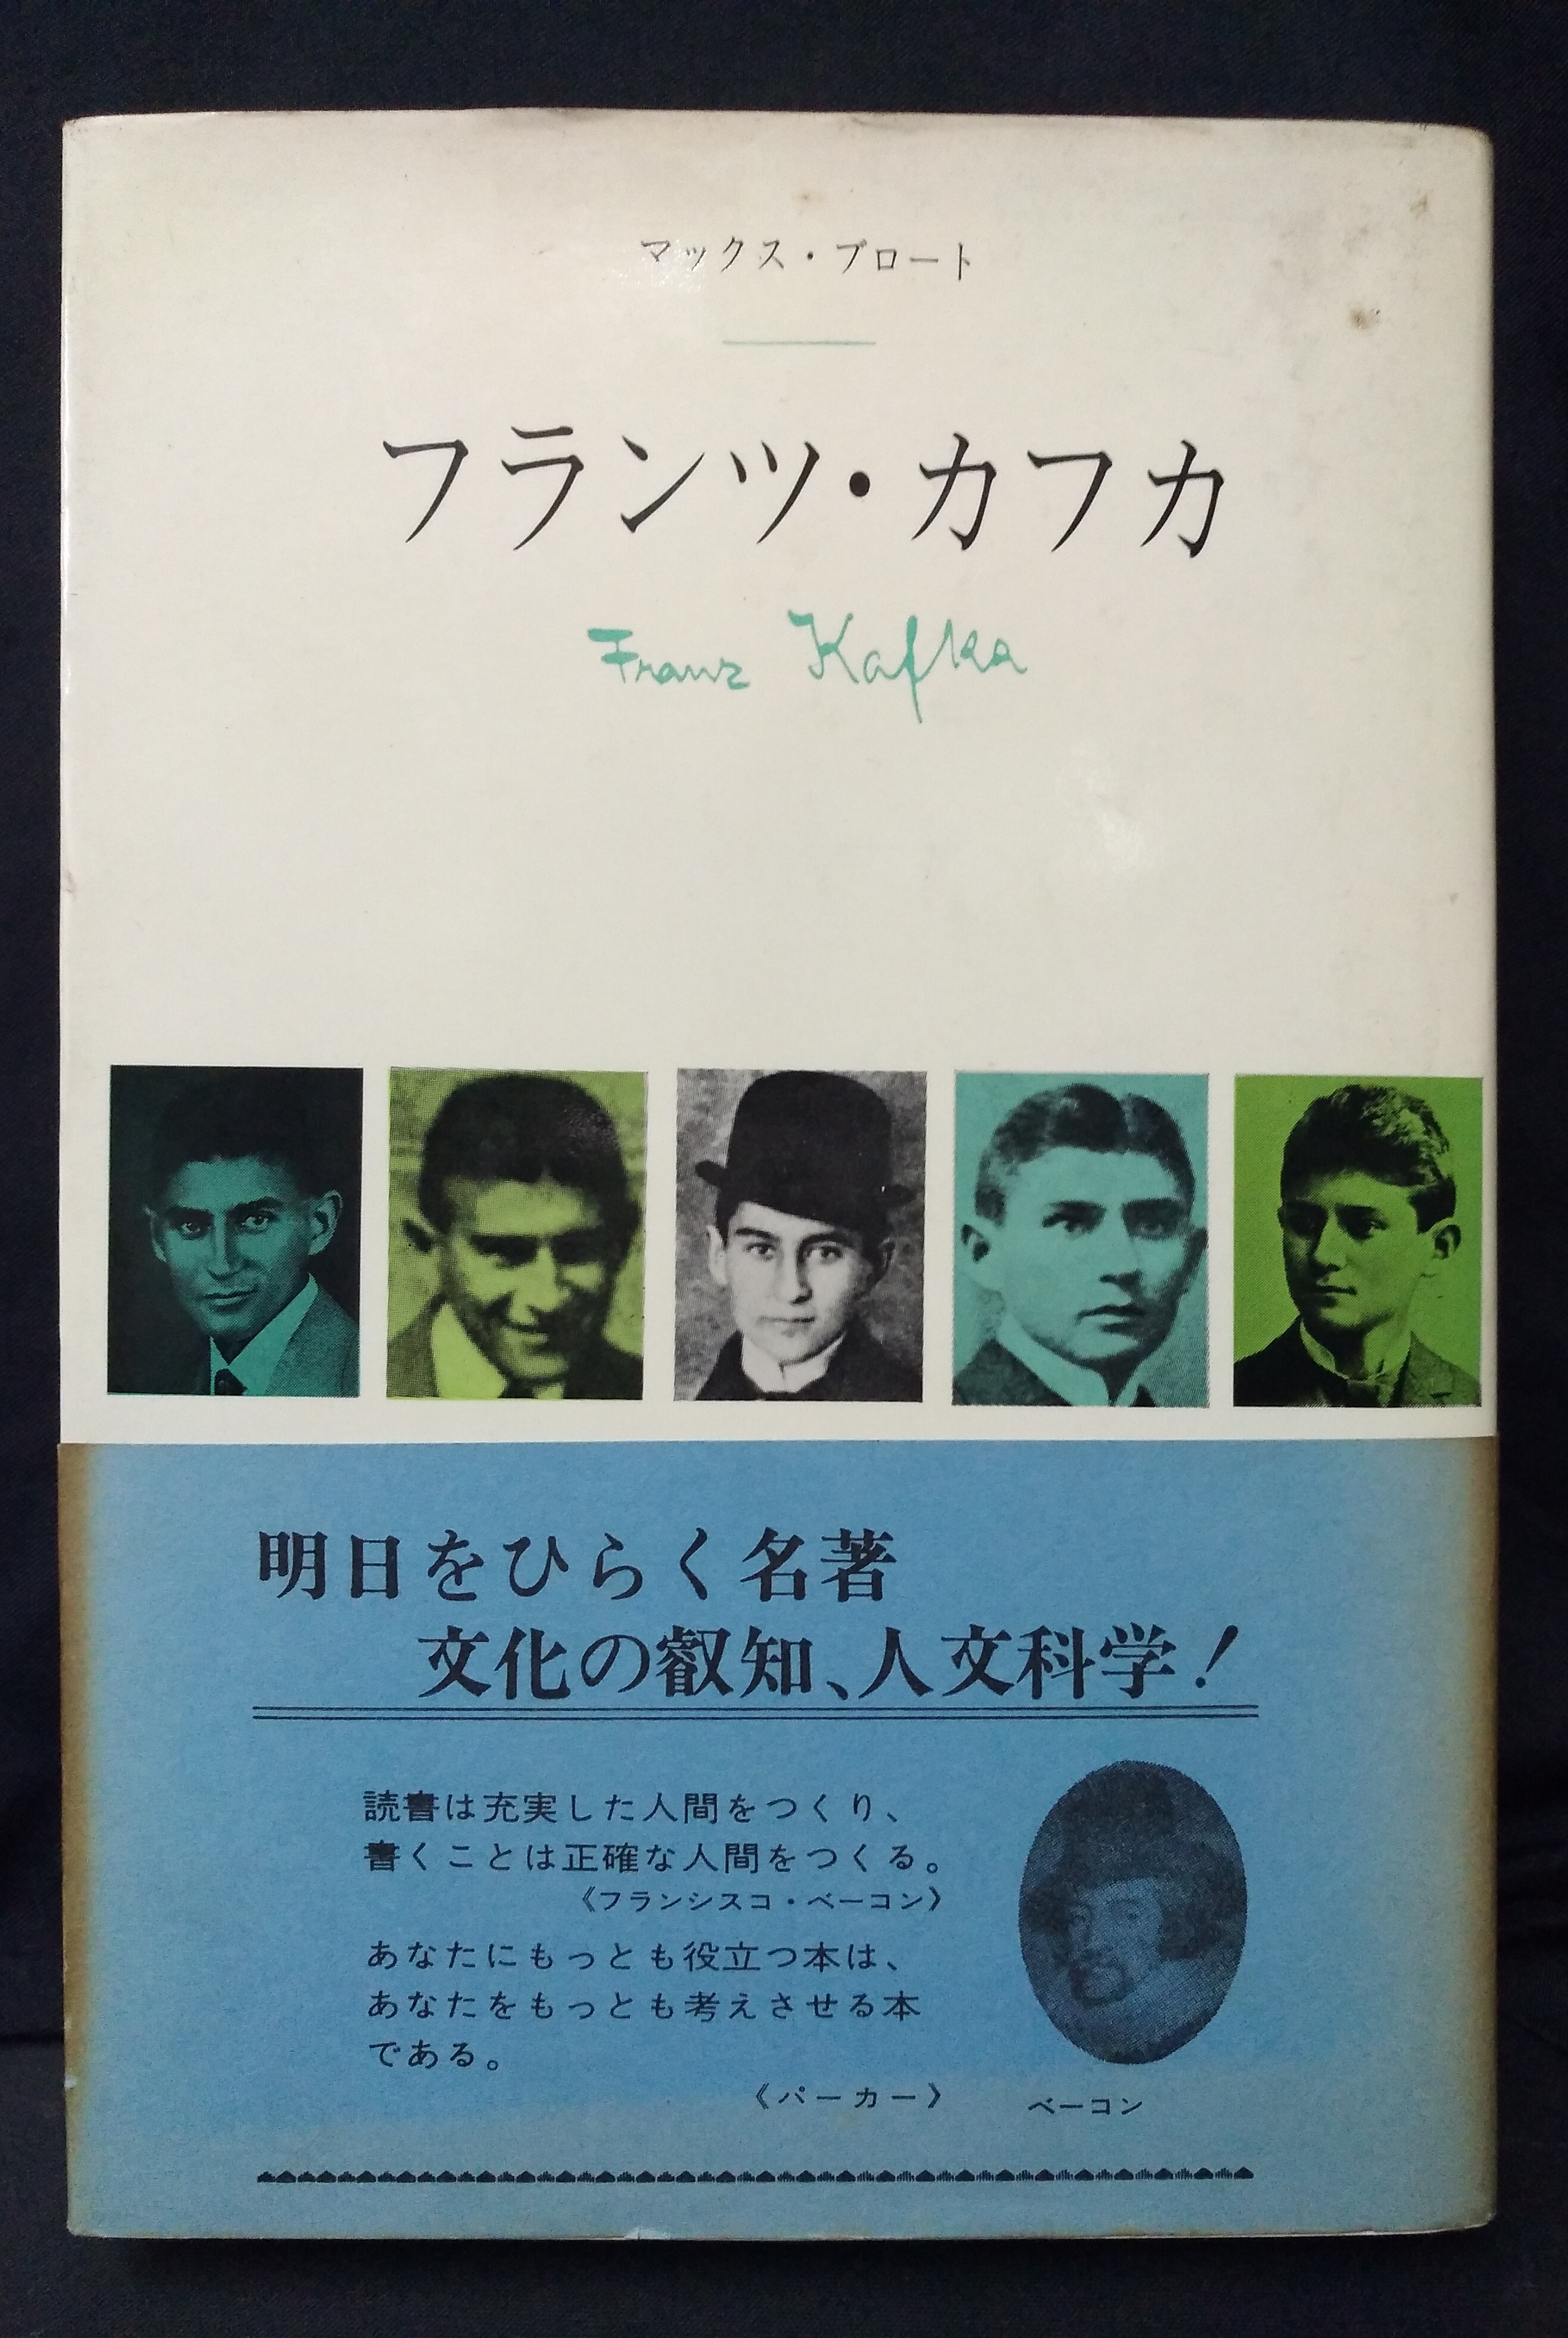 マックス・ブロート
フランツ・カフカ
Franz Kafka
明日をひらく名著
文化の叡知、人文科学！
読書は充実した人間をつくり、
書くことは正確な人間をつくる。
《フランシスコ・ベーコン》
あなたにもっとも役立つ本は、
あなたをもっとも考えさせる本
である。
《パーカー》
ベーコン